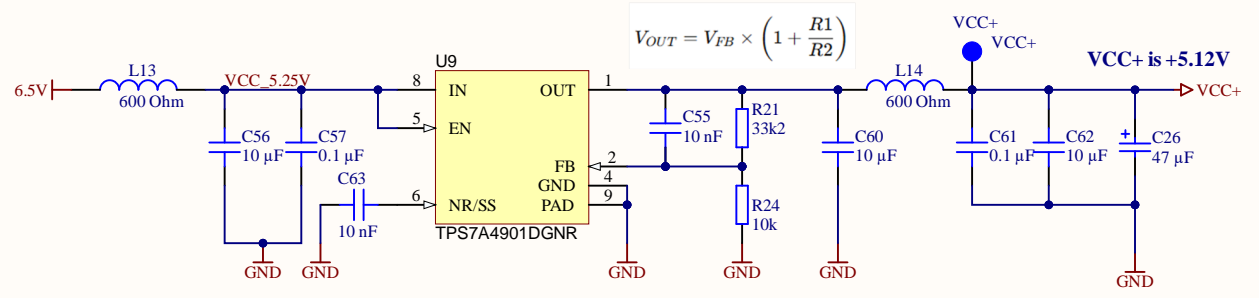 V_OUT = V_FB × (1 + R1/R2)
VCC+
VCC+
VCC+ is +5.12V
U9
L13
600 Ohm
6.5V
VCC_5.25V
8 IN
OUT 1
5 EN
FB 2
GND 4
6 NR/SS
PAD 9
TPS7A4901DGNR
C56
10 µF
C57
0.1 µF
C63
10 nF
C55
10 nF
R21
33k2
R24
10k
L14
600 Ohm
VCC+
C60
10 µF
C61
0.1 µF
C62
10 µF
+
C26
47 µF
GND
GND
GND
GND
GND
GND